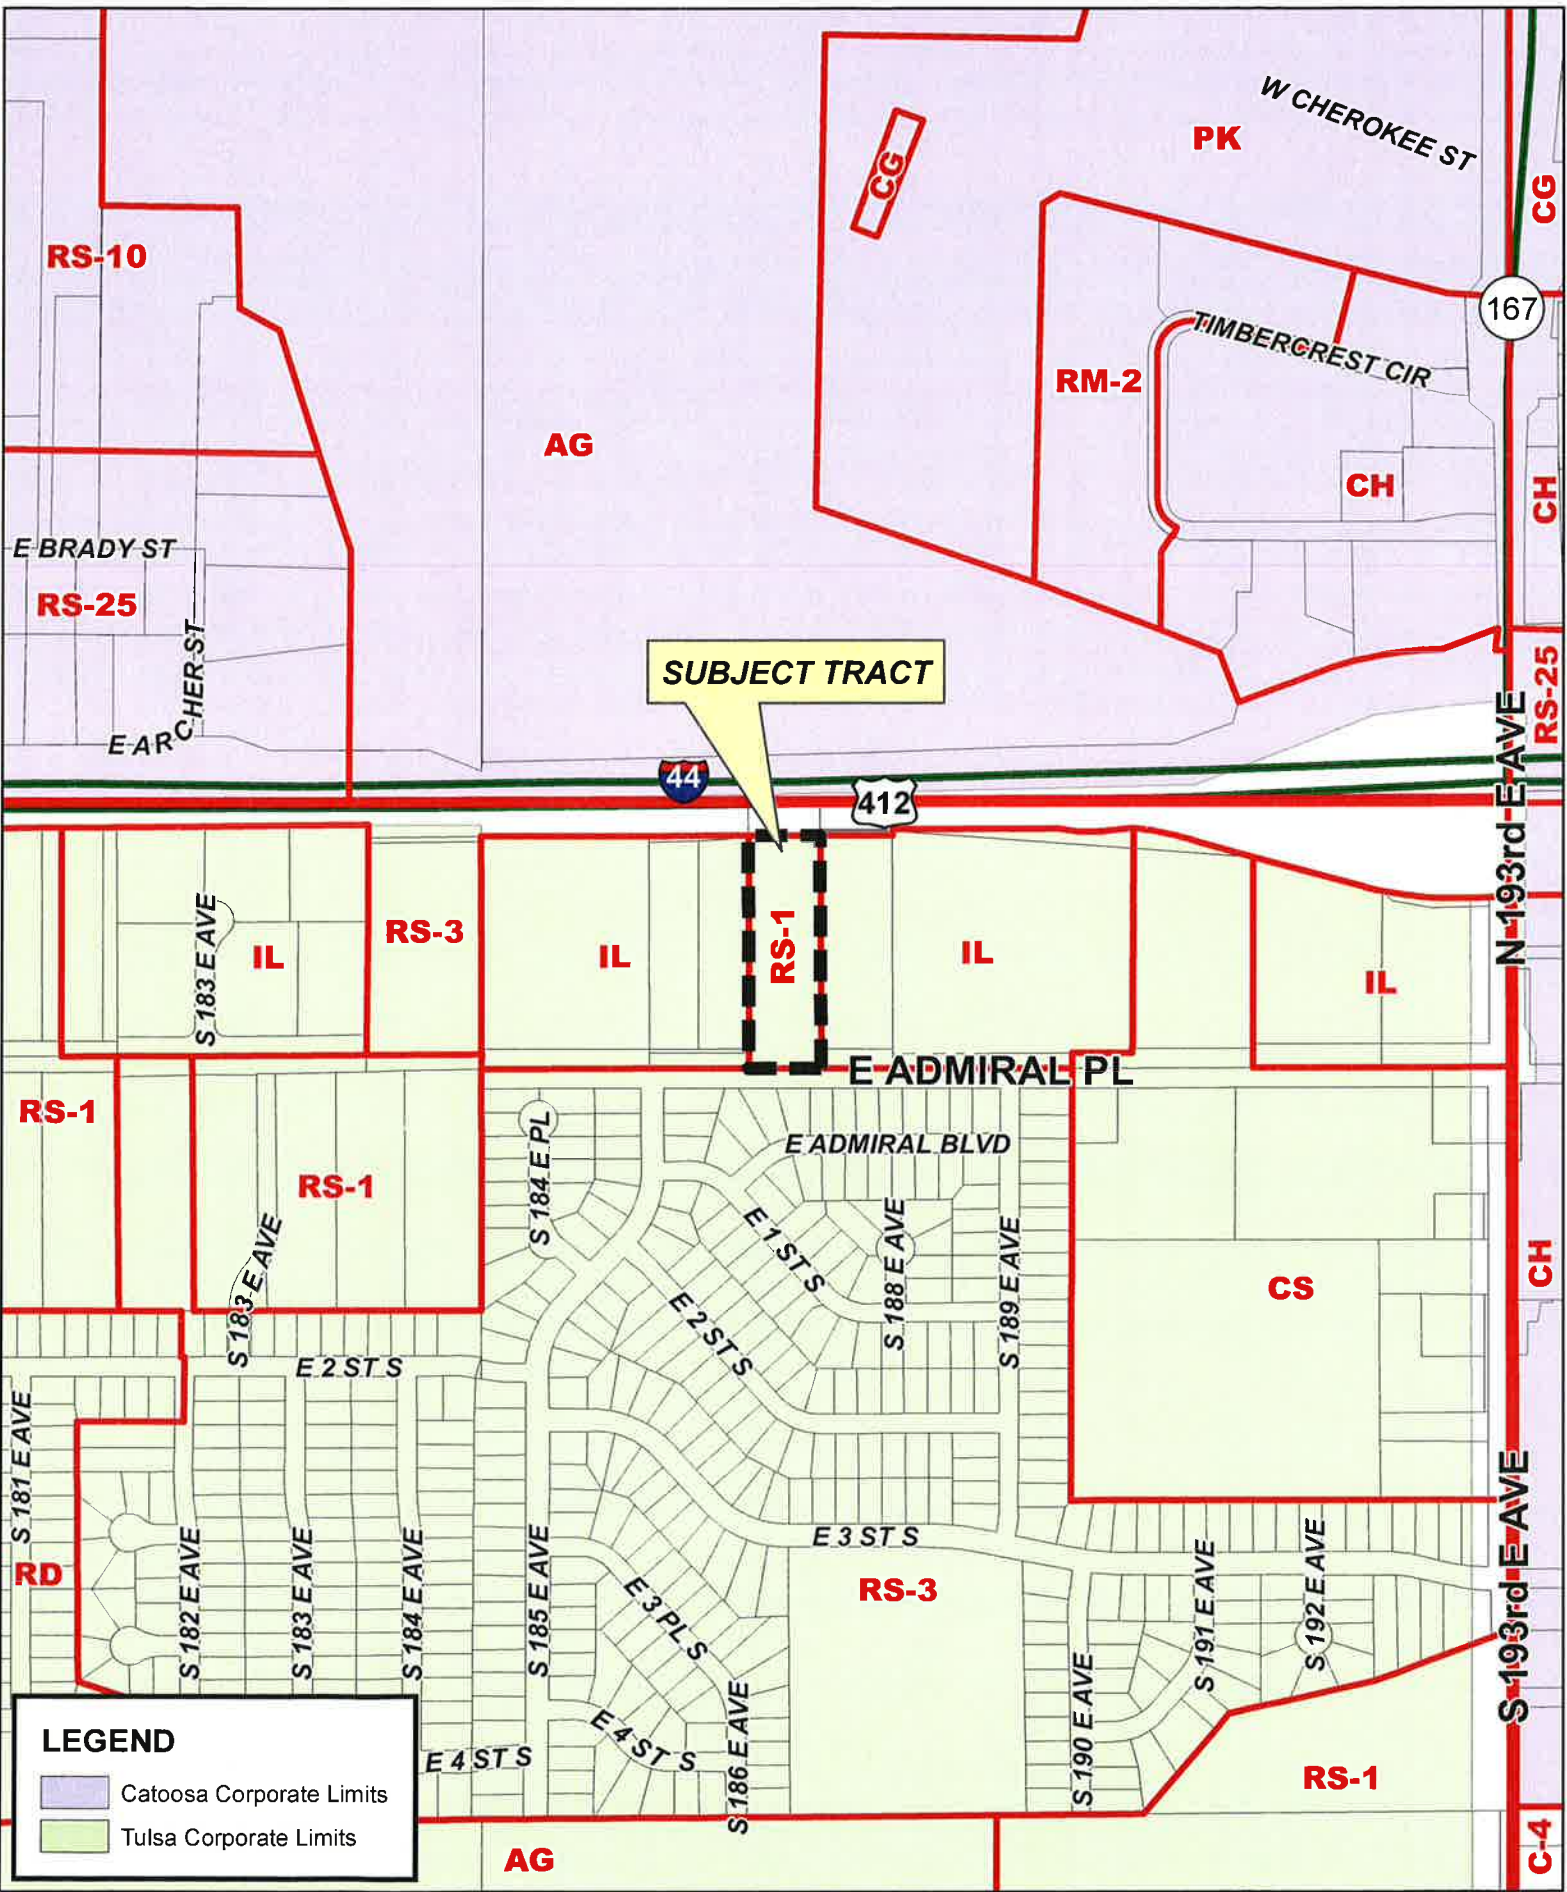 W CHEROKEE ST
PK
CG
CG
RS-10
167
TIMBERCREST CIR
RM-2
AG
CH
CH
E BRADY ST
RS-25
E ARCHER ST
SUBJECT TRACT
RS-25
N 193rd E AVE
44
412
S 183 E AVE
IL
RS-3
IL
RS-1
IL
IL
E ADMIRAL PL
RS-1
RS-1
S 184 E PL
E ADMIRAL BLVD
S 183 E AVE
E 1 ST S
S 188 E AVE
S 189 E AVE
CH
CS
E 2 ST S
E 2 ST S
S 181 E AVE
S 193rd E AVE
RD
S 182 E AVE
S 183 E AVE
S 184 E AVE
S 185 E AVE
E 3 ST S
RS-3
E 3 PL S
S 191 E AVE
S 192 E AVE
S 190 E AVE
S 186 E AVE
E 4 ST S
E 4 ST S
RS-1
C-4
AG
LEGEND
Catoosa Corporate Limits
Tulsa Corporate Limits